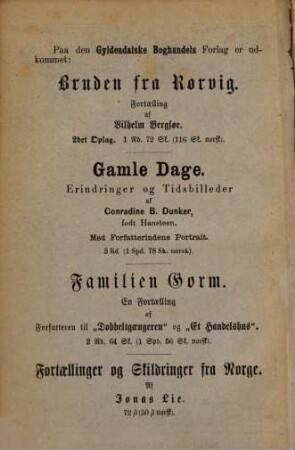 Paa den Gyldendalske Boghandels Forlag er ud-
kommet:
Bruden fra Rørvig.
Fortælling
af
Vilhelm Bergsøe.
2det Oplag. 1 Rd. 72 Sk. (116 Sk. norsk).
Gamle Dage.
Erindringer og Tidsbilleder
af
Conradine B. Dunker,
født Hansteen.
Med Forfatterindens Portrait.
3 Rd. (1 Spd. 78 Sk. norsk).
Familien Gorm.
En Fortælling
af
Forfatteren til „Dobbeltgængeren“ og „Et Handelshus“.
2 Rd. 64 Sk. (1 Spd. 56 Sk. norsk).
Fortællinger og Skildringer fra Norge.
Af
Jonas Lie.
72 β (50 β norsk).